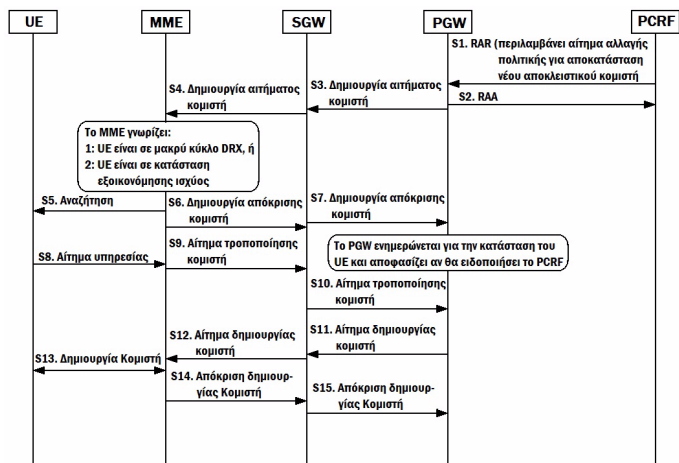 UE
MME
SGW
PGW
PCRF
S1. RAR (περιλαμβάνει αίτημα αλλαγής
πολιτικής για αποκατάσταση
νέου αποκλειστικού κομιστή
S2. RAA
S3. Δημιουργία αιτήματος
κομιστή
S4. Δημιουργία αιτήματος
κομιστή
Το MME γνωρίζει:
1: UE είναι σε μακρύ κύκλο DRX, ή
2: UE είναι σε κατάσταση
εξοικονόμησης ισχύος
S5. Αναζήτηση
S6. Δημιουργία απόκρισης
κομιστή
S7. Δημιουργία απόκρισης
κομιστή
S8. Αίτημα υπηρεσίας
S9. Αίτημα τροποποίησης
κομιστή
Το PGW ενημερώνεται για την κατάσταση του
UE και αποφασίζει αν θα ειδοποιήσει το PCRF
S10. Αίτημα τροποποίησης
κομιστή
S11. Αίτημα δημιουργίας
κομιστή
S12. Αίτημα δημιουργίας
κομιστή
S13. Δημιουργία Κομιστή
S14. Απόκριση δημιουρ-
γίας Κομιστή
S15. Απόκριση δημιουρ-
γίας Κομιστή